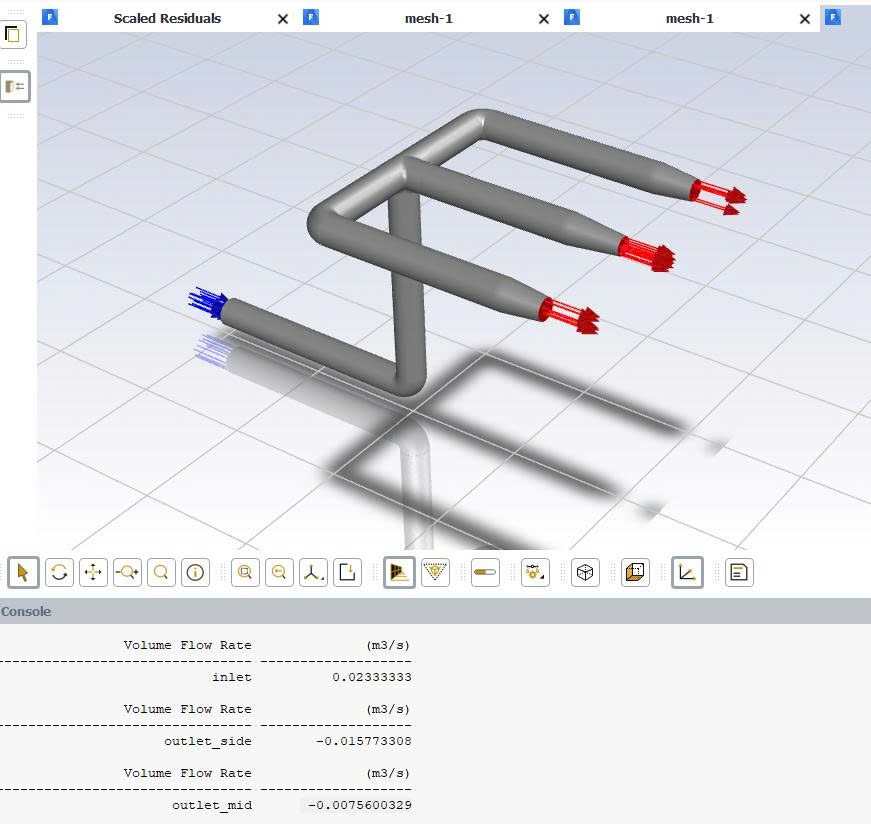 Scaled Residuals
mesh-1
mesh-1
Console
Volume Flow Rate (m3/s)
inlet 0.02333333
Volume Flow Rate (m3/s)
outlet_side -0.015773308
Volume Flow Rate (m3/s)
outlet_mid -0.0075600329